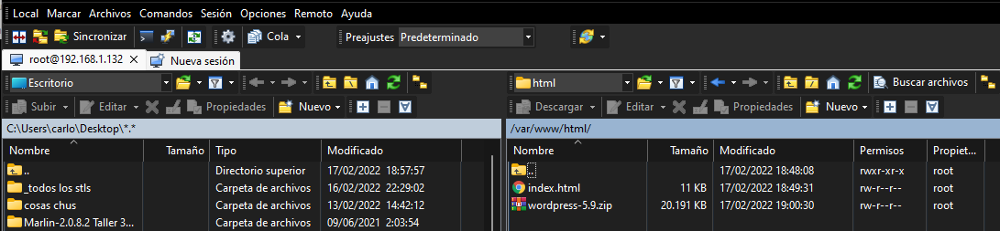 Local Marcar Archivos Comandos Sesión Opciones Remoto Ayuda
Sincronizar Cola Preajustes Predeterminado
root@192.168.1.132 Nueva sesión
Escritorio html Buscar archivos
Subir Editar Propiedades Nuevo Descargar Editar Propiedades Nuevo
C:\Users\carlo\Desktop\*.* /var/www/html/
Nombre Tamaño Tipo Modificado Nombre Tamaño Modificado Permisos Propiet...
.. Directorio superior 17/02/2022 18:57:57 .. 17/02/2022 18:48:08 rwxr-xr-x root
_todos los stls Carpeta de archivos 16/02/2022 22:29:02 index.html 11 KB 17/02/2022 18:49:31 rw-r--r-- root
cosas chus Carpeta de archivos 13/02/2022 14:42:12 wordpress-5.9.zip 20.191 KB 17/02/2022 19:00:30 rw-r--r-- root
Marlin-2.0.8.2 Taller 3... Carpeta de archivos 09/06/2021 2:03:54